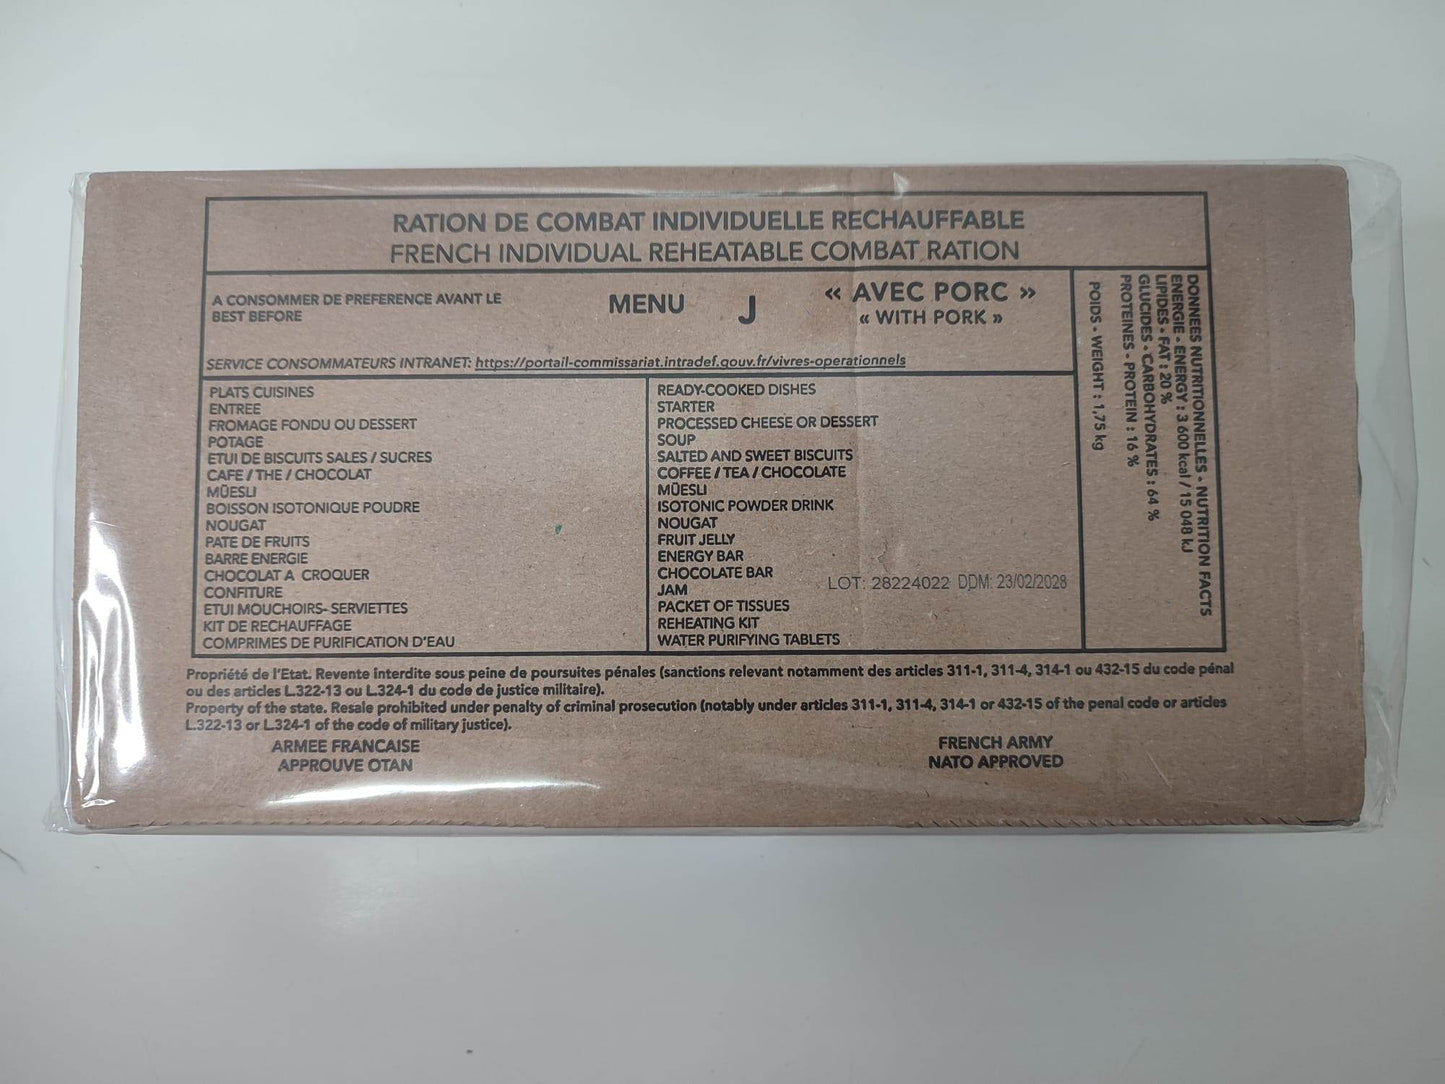 RATION DE COMBAT INDIVIDUELLE RECHAUFFABLE
FRENCH INDIVIDUAL REHEATABLE COMBAT RATION
A CONSOMMER DE PREFERENCE AVANT LE
BEST BEFORE
MENU J
« AVEC PORC »
« WITH PORK »
SERVICE CONSOMMATEURS INTRANET: https://portail-commissariat.intradef.gouv.fr/vivres-operationnels
PLATS CUISINES
ENTREE
FROMAGE FONDU OU DESSERT
POTAGE
ETUI DE BISCUITS SALES / SUCRES
CAFE / THE / CHOCOLAT
MÜESLI
BOISSON ISOTONIQUE POUDRE
NOUGAT
PATE DE FRUITS
BARRE ENERGIE
CHOCOLAT A CROQUER
CONFITURE
ETUI MOUCHOIRS- SERVIETTES
KIT DE RECHAUFFAGE
COMPRIMES DE PURIFICATION D'EAU
READY-COOKED DISHES
STARTER
PROCESSED CHEESE OR DESSERT
SOUP
SALTED AND SWEET BISCUITS
COFFEE / TEA / CHOCOLATE
MÜESLI
ISOTONIC POWDER DRINK
NOUGAT
FRUIT JELLY
ENERGY BAR
CHOCOLATE BAR
JAM
PACKET OF TISSUES
REHEATING KIT
WATER PURIFYING TABLETS
LOT: 28224022 DDM: 23/02/2028
DONNEES NUTRITIONNELLES - NUTRITION FACTS
ENERGIE - ENERGY : 3 600 kcal / 15 048 kJ
LIPIDES - FAT : 20 %
GLUCIDES - CARBOHYDRATES : 64 %
PROTEINES - PROTEIN : 16 %
POIDS - WEIGHT : 1,75 kg
Propriété de l'Etat. Revente interdite sous peine de poursuites pénales (sanctions relevant notamment des articles 311-1, 311-4, 314-1 ou 432-15 du code pénal
ou des articles L.322-13 ou L.324-1 du code de justice militaire).
Property of the state. Resale prohibited under penalty of criminal prosecution (notably under articles 311-1, 311-4, 314-1 or 432-15 of the penal code or articles
L.322-13 or L.324-1 of the code of military justice).
ARMEE FRANCAISE
APPROUVE OTAN
FRENCH ARMY
NATO APPROVED